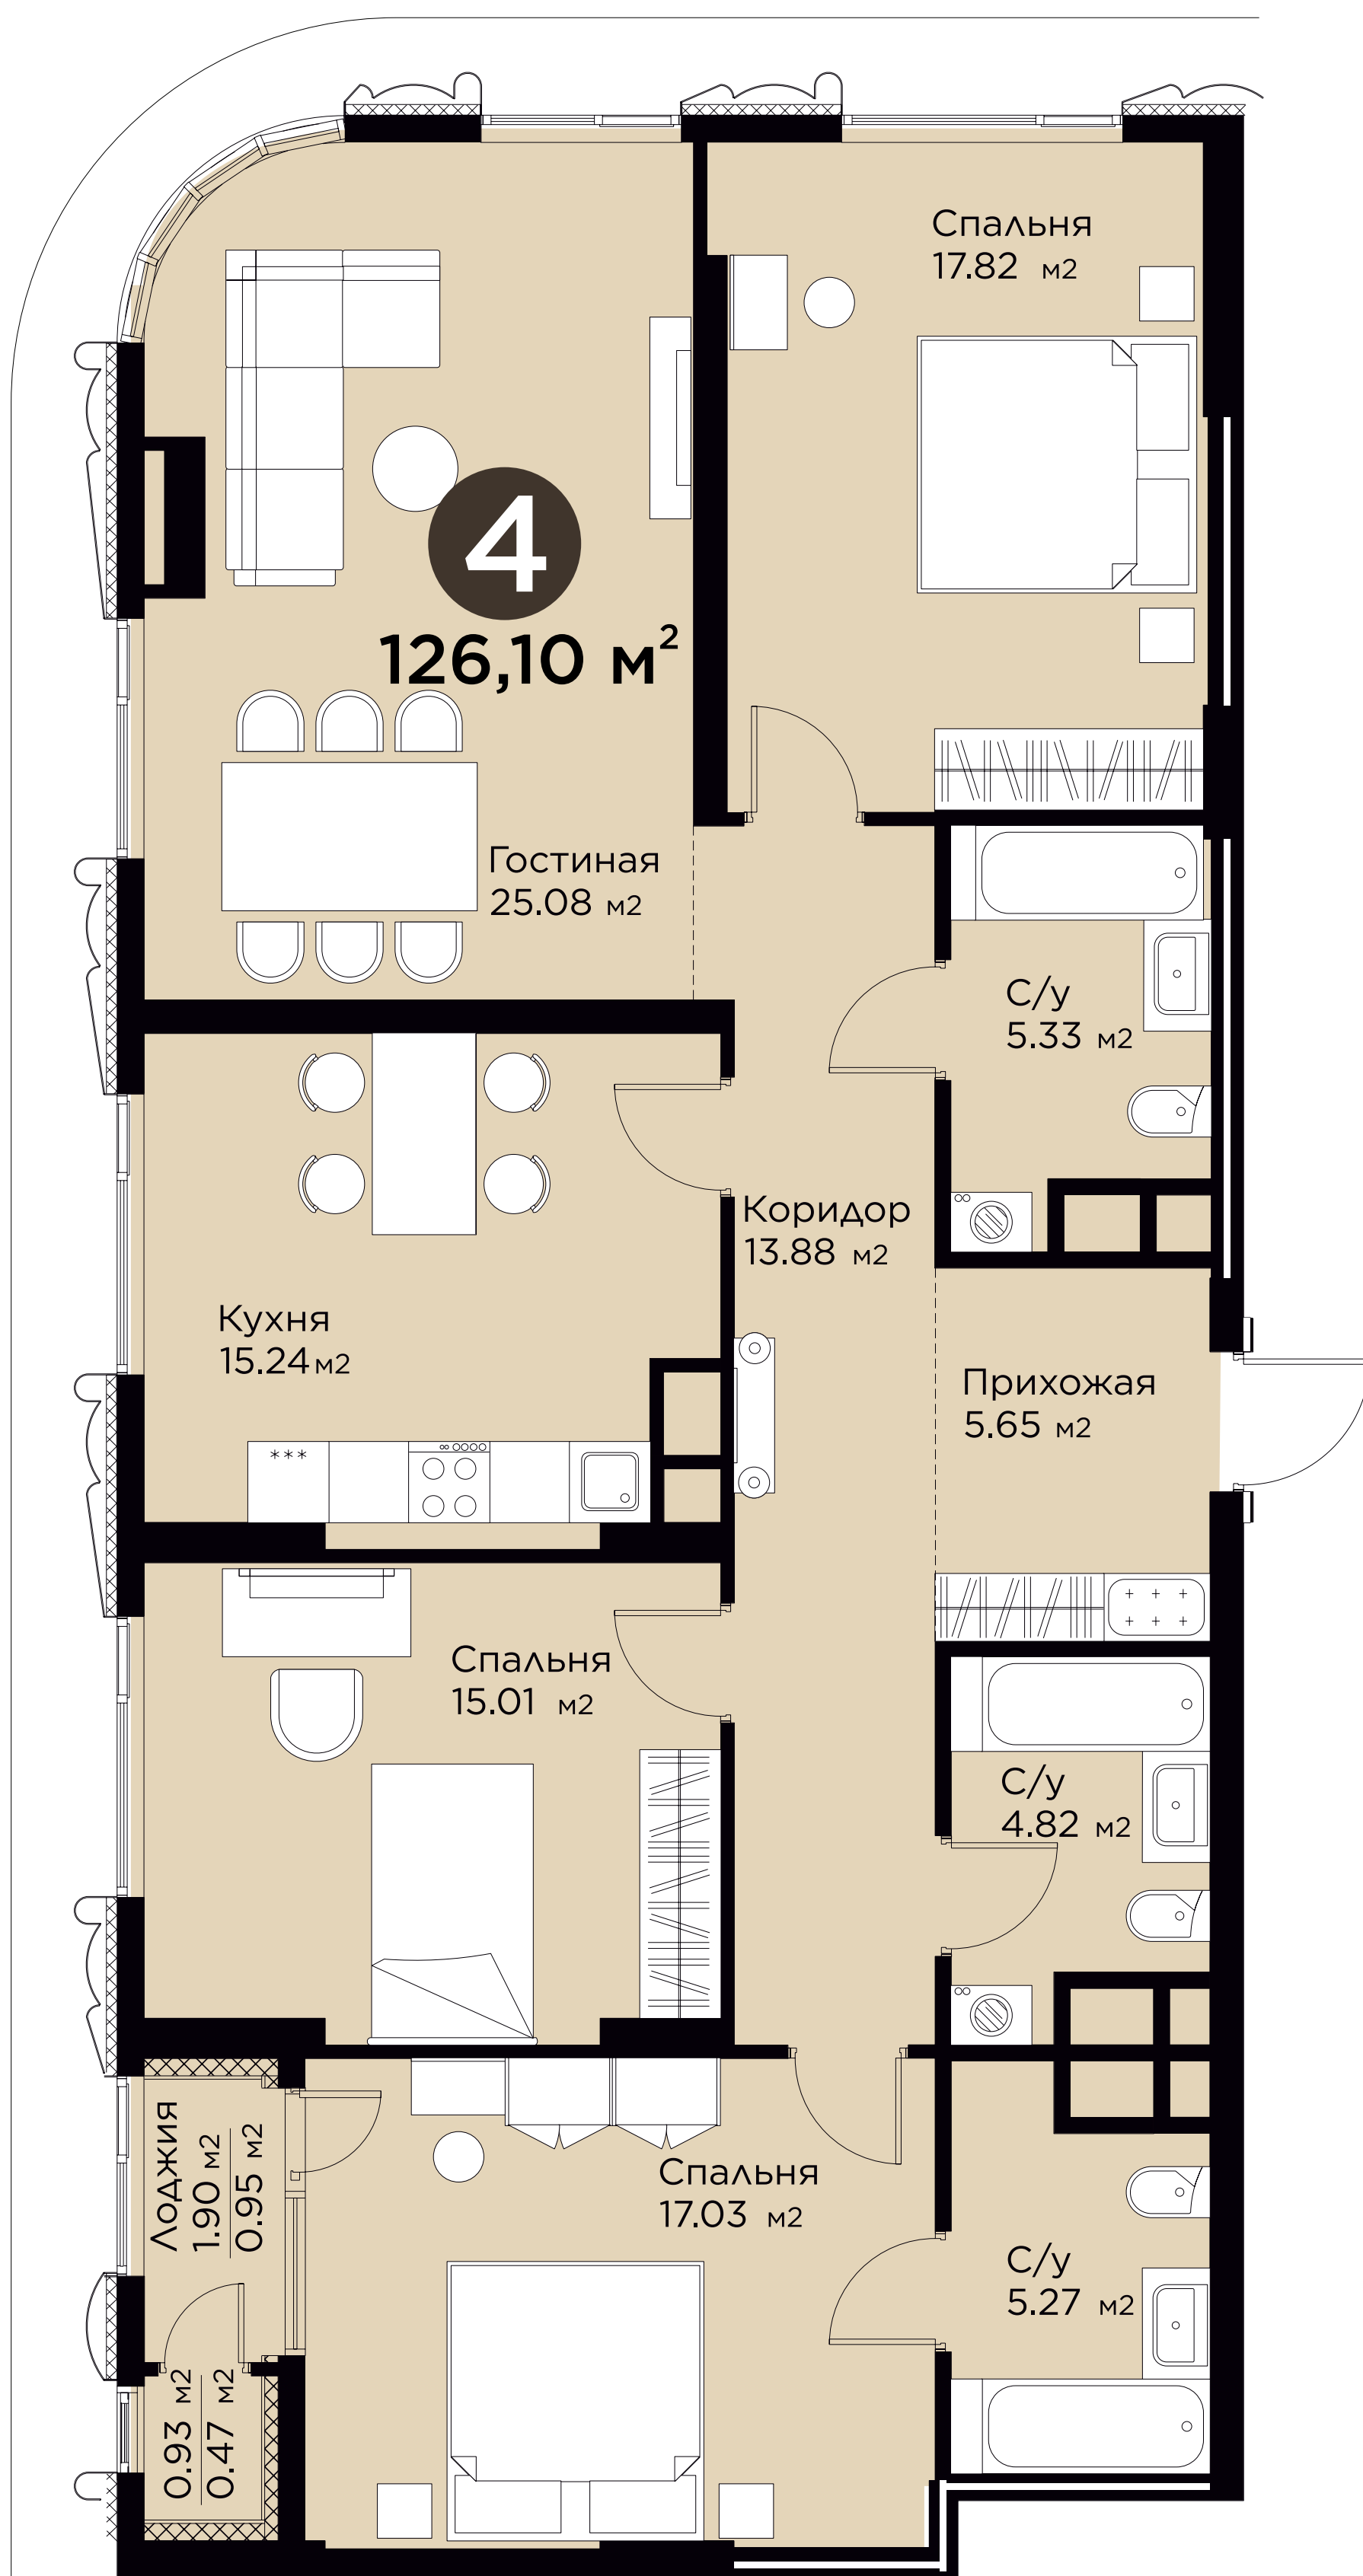 Спальня
17.82 м2
4
126,10 м²
Гостиная
25.08 м2
С/у
5.33 м2
Коридор
13.88 м2
Кухня
15.24 м2
***
Прихожая
5.65 м2
Спальня
15.01 м2
С/у
4.82 м2
Лоджия
1.90 м2
0.95 м2
Спальня
17.03 м2
С/у
5.27 м2
0.93 м2
0.47 м2